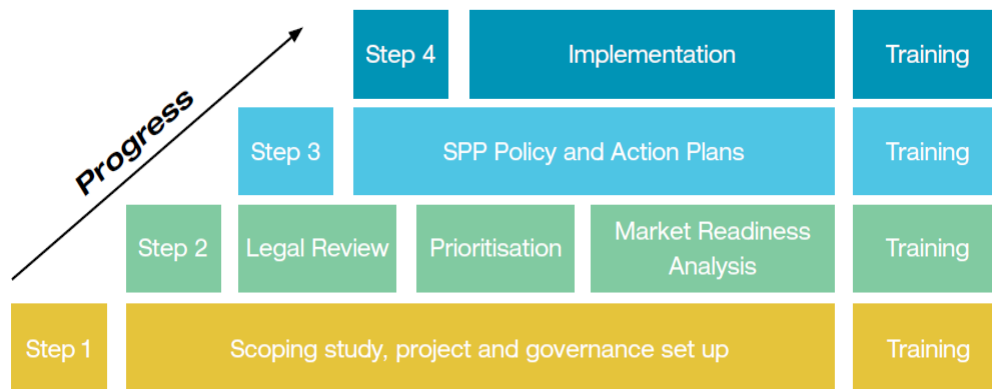 Step 4
Implementation
Training
Progress
Step 3
SPP Policy and Action Plans
Training
Step 2
Legal Review
Prioritisation
Market Readiness
Analysis
Training
Step 1
Scoping study, project and governance set up
Training